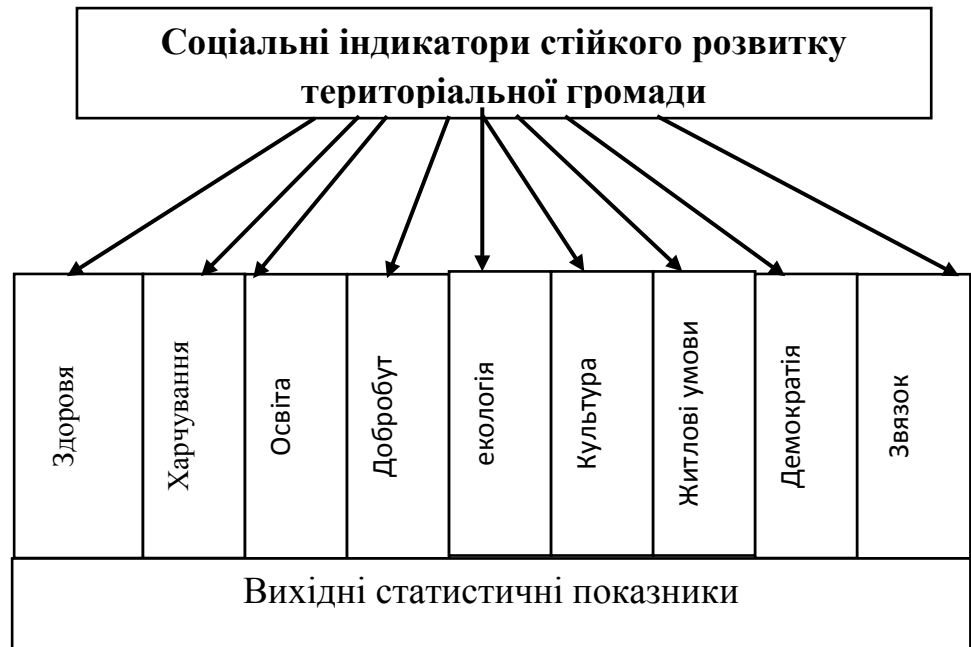 Соціальні індикатори стійкого розвитку
територіальної громади
Здоровя
Харчування
Освіта
Добробут
екологія
Культура
Житлові умови
Демократія
Звязок
Вихідні статистичні показники